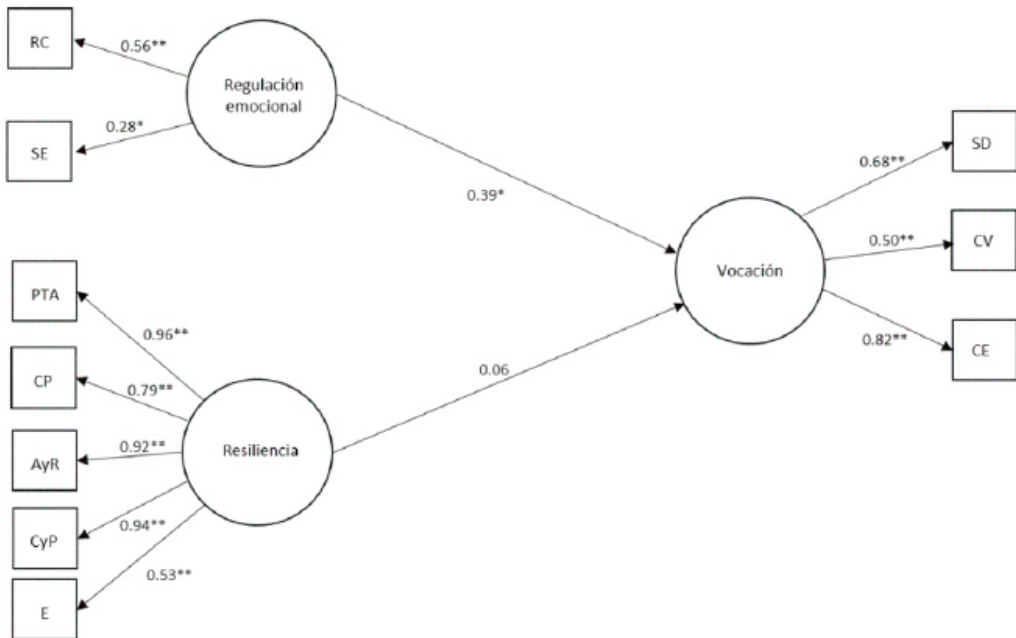 RC
0.56**
Regulación
emocional
SE
0.28*
SD
0.68**
0.39*
CV
0.50**
Vocación
CE
0.82**
PTA
0.96**
CP
0.79**
0.06
AyR
0.92**
Resiliencia
CyP
0.94**
E
0.53**